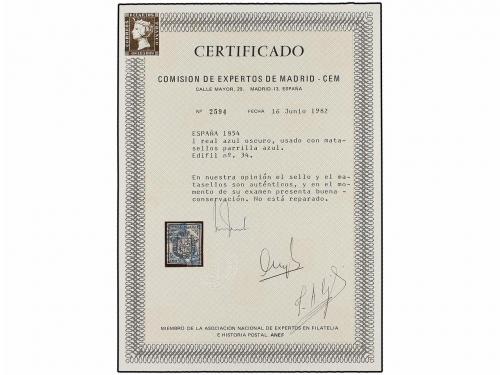 CERTIFICADO
COMISION DE EXPERTOS DE MADRID - CEM
CALLE MAYOR, 29. MADRID-13. ESPAÑA
Nº 2594 FECHA 16 Junio 1982
ESPAÑA 1854
1 real azul oscuro, usado con mata-
sellos parrilla azul.
Edifil nº. 34.
En nuestra opinión el sello y el ma-
tasellos son auténticos, y en el mo-
mento de su examen presenta buena -
conservación. No está reparado.
MIEMBRO DE LA ASOCIACION NACIONAL DE EXPERTOS EN FILATELIA
E HISTORIA POSTAL. ANEF